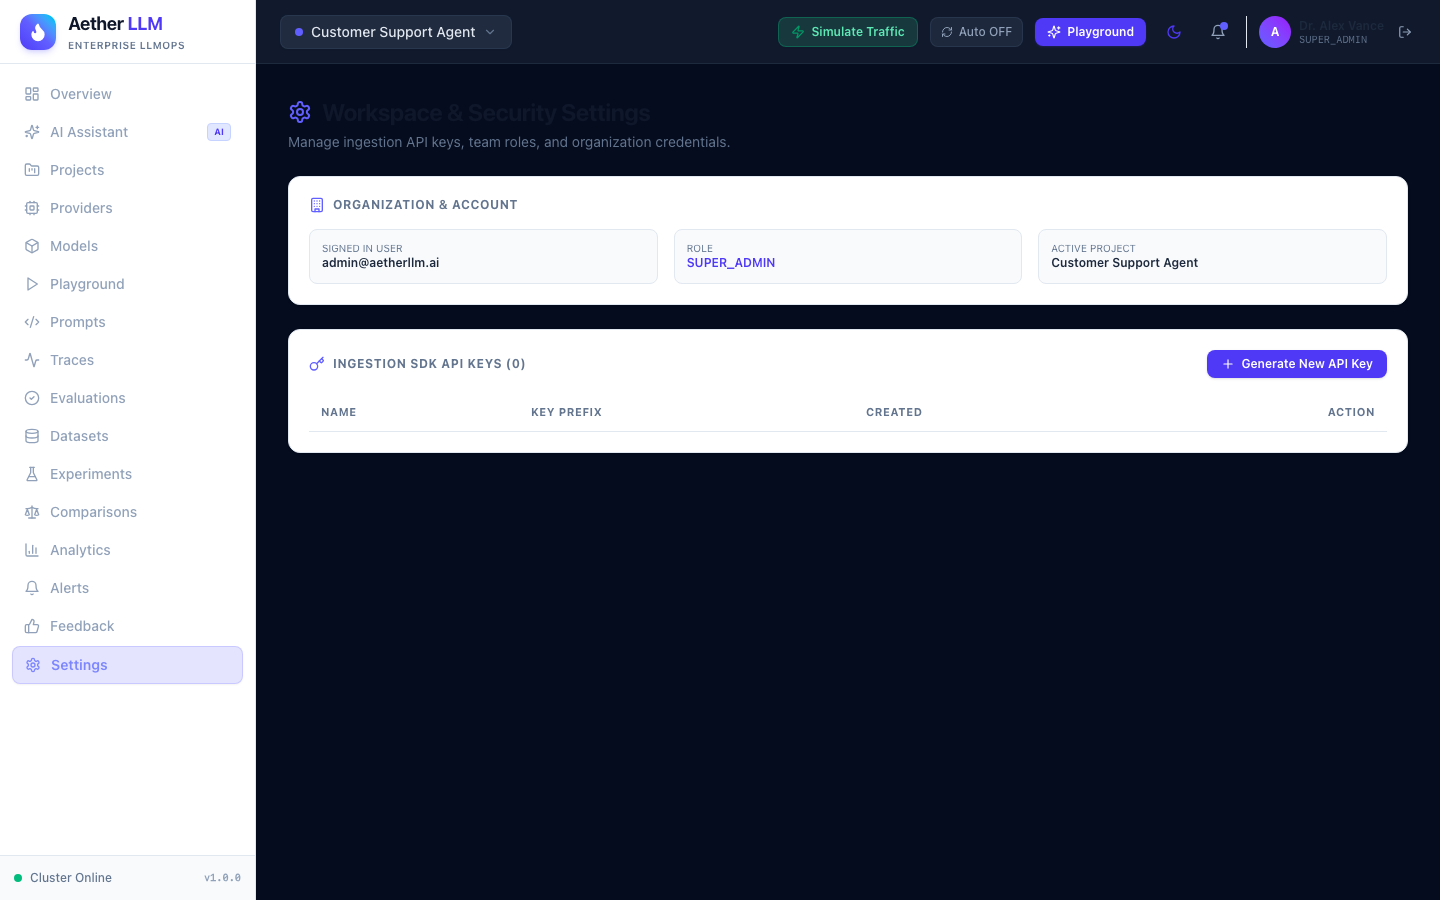 Aether LLM
ENTERPRISE LLMOPS
Overview
AI Assistant AI
Projects
Providers
Models
Playground
Prompts
Traces
Evaluations
Datasets
Experiments
Comparisons
Analytics
Alerts
Feedback
Settings
Cluster Online v1.0.0
Customer Support Agent
Simulate Traffic
Auto OFF
Playground
A
Dr. Alex Vance
SUPER_ADMIN
Workspace & Security Settings
Manage ingestion API keys, team roles, and organization credentials.
ORGANIZATION & ACCOUNT
SIGNED IN USER
admin@aetherllm.ai
ROLE
SUPER_ADMIN
ACTIVE PROJECT
Customer Support Agent
INGESTION SDK API KEYS (0)
Generate New API Key
NAME KEY PREFIX CREATED ACTION